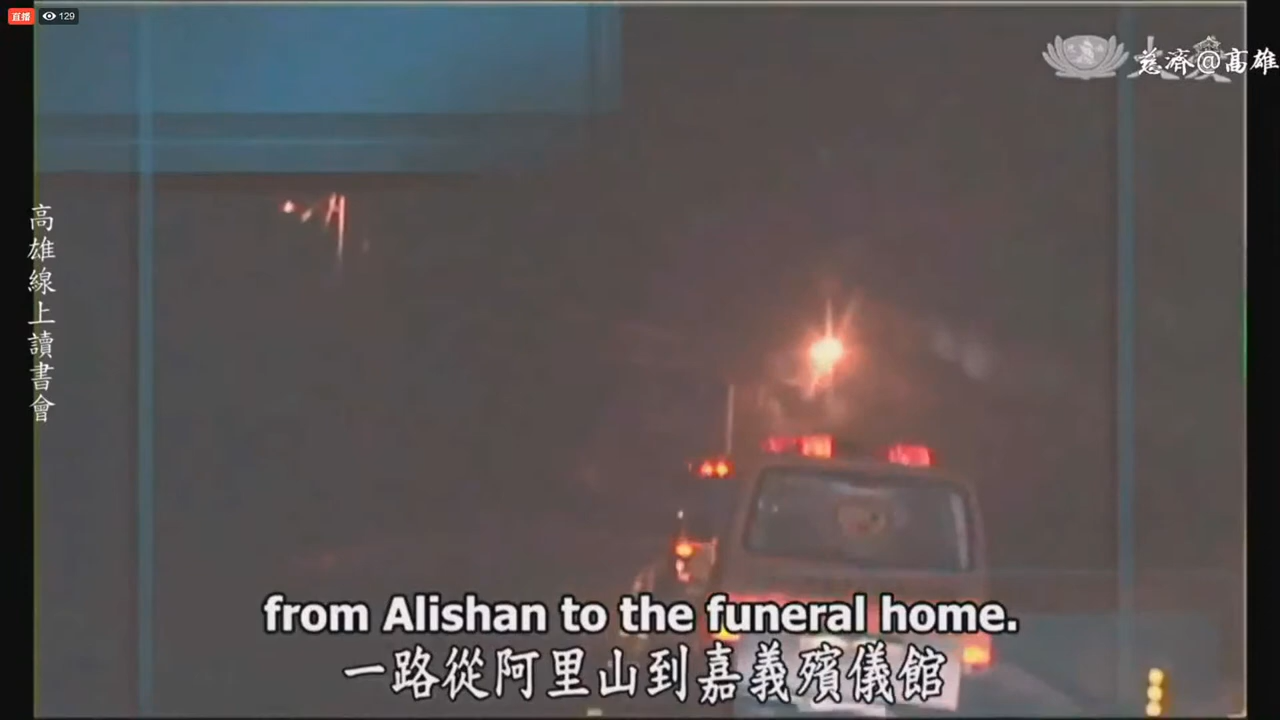 直播 129
慈濟@高雄
高雄線上讀書會
from Alishan to the funeral home.
一路從阿里山到嘉義殯儀館